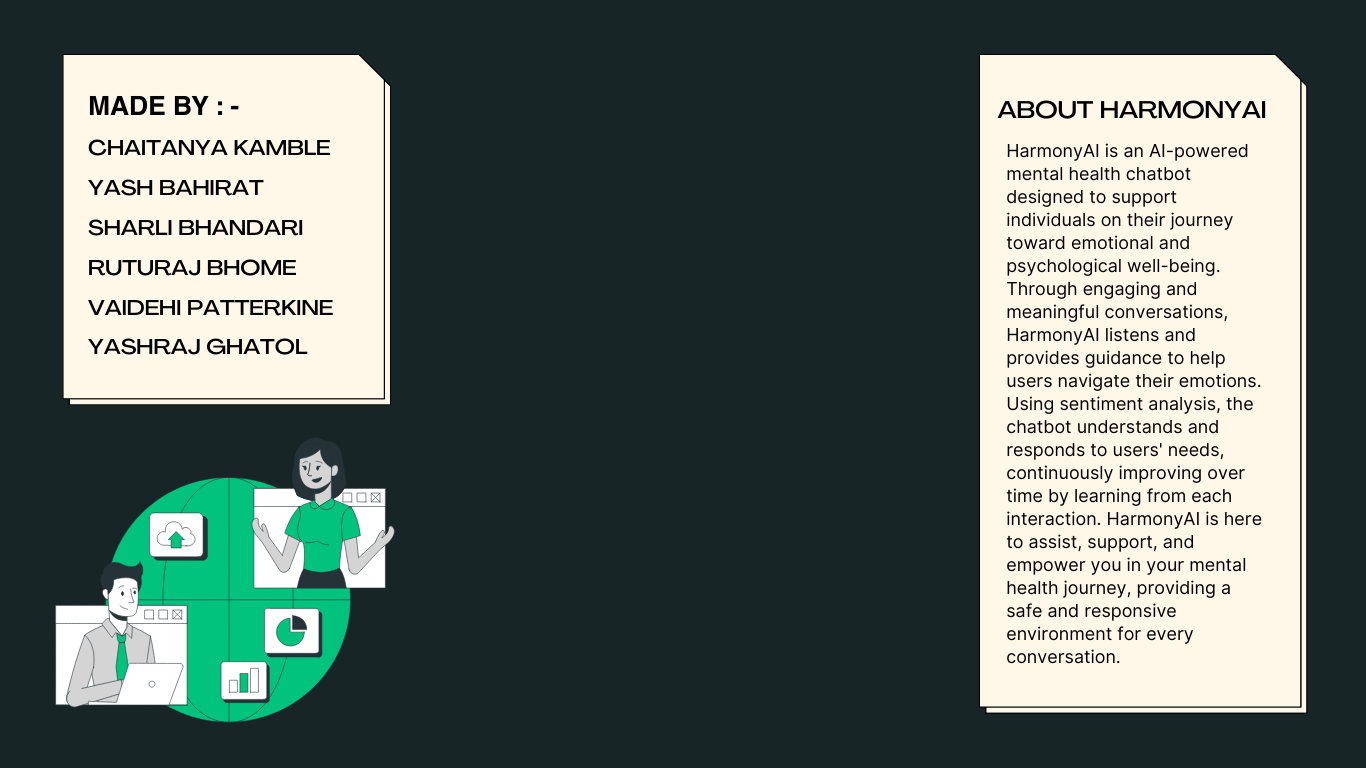 MADE BY : -
CHAITANYA KAMBLE
YASH BAHIRAT
SHARLI BHANDARI
RUTURAJ BHOME
VAIDEHI PATTERKINE
YASHRAJ GHATOL
ABOUT HARMONYAI
HarmonyAI is an AI-powered
mental health chatbot
designed to support
individuals on their journey
toward emotional and
psychological well-being.
Through engaging and
meaningful conversations,
HarmonyAI listens and
provides guidance to help
users navigate their emotions.
Using sentiment analysis, the
chatbot understands and
responds to users' needs,
continuously improving over
time by learning from each
interaction. HarmonyAI is here
to assist, support, and
empower you in your mental
health journey, providing a
safe and responsive
environment for every
conversation.